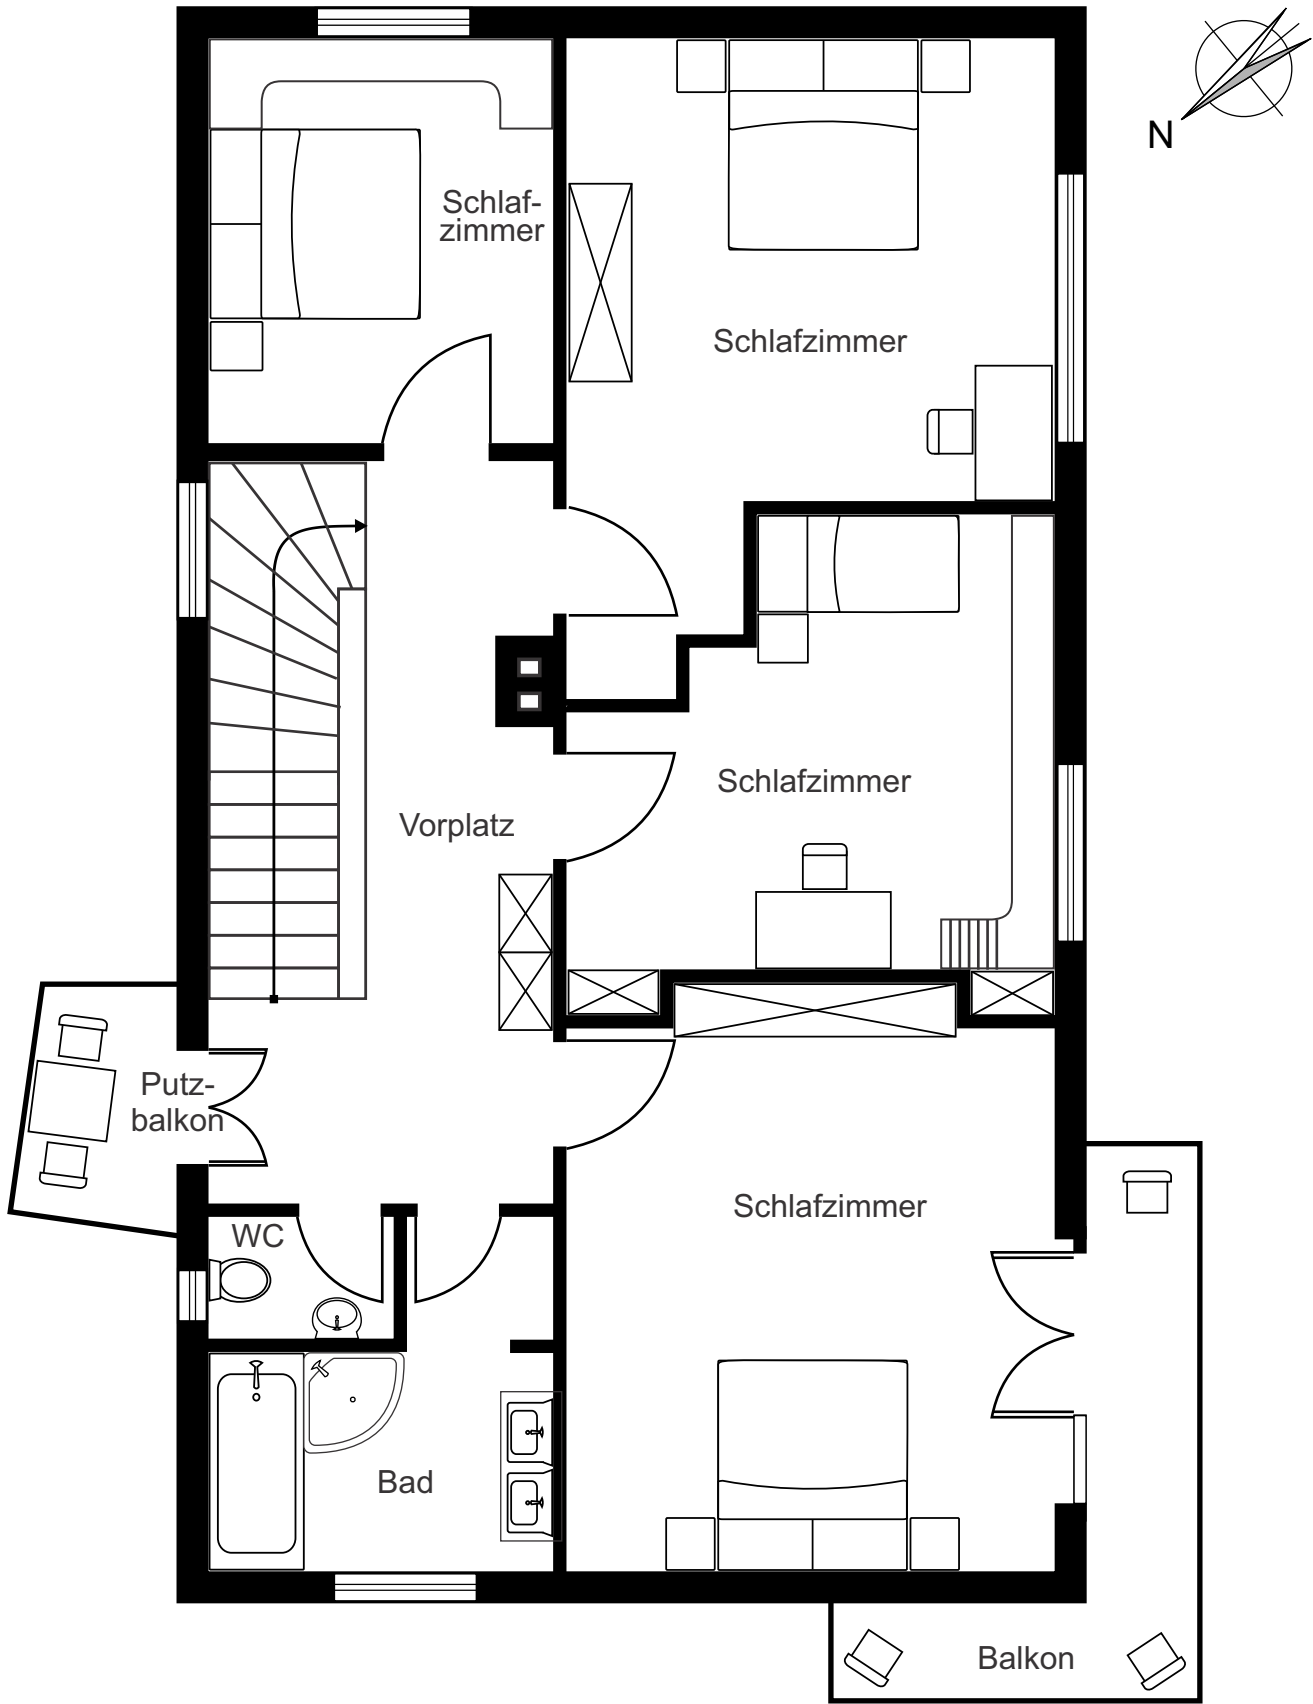 N
Schlaf-
zimmer
Schlafzimmer
Schlafzimmer
Vorplatz
Putz-
balkon
Schlafzimmer
WC
Bad
Balkon